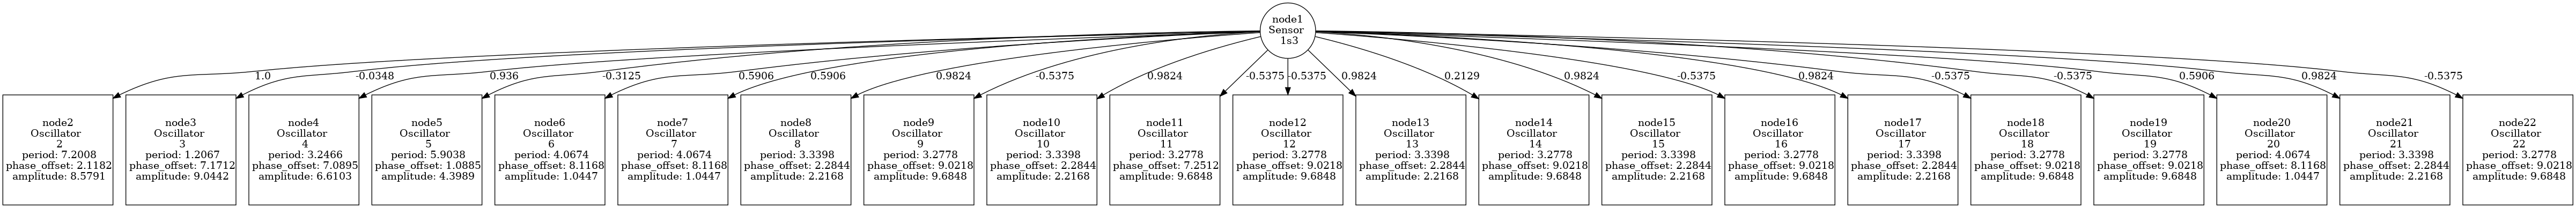 node1
Sensor
1s3
1.0
-0.0348
0.936
-0.3125
0.5906
0.5906
0.9824
-0.5375
0.9824
-0.5375
-0.5375
0.9824
0.2129
0.9824
-0.5375
0.9824
-0.5375
-0.5375
0.5906
0.9824
-0.5375
node2
Oscillator
2
period: 7.2008
phase_offset: 2.1182
amplitude: 8.5791
node3
Oscillator
3
period: 1.2067
phase_offset: 7.1712
amplitude: 9.0442
node4
Oscillator
4
period: 3.2466
phase_offset: 7.0895
amplitude: 6.6103
node5
Oscillator
5
period: 5.9038
phase_offset: 1.0885
amplitude: 4.3989
node6
Oscillator
6
period: 4.0674
phase_offset: 8.1168
amplitude: 1.0447
node7
Oscillator
7
period: 4.0674
phase_offset: 8.1168
amplitude: 1.0447
node8
Oscillator
8
period: 3.3398
phase_offset: 2.2844
amplitude: 2.2168
node9
Oscillator
9
period: 3.2778
phase_offset: 9.0218
amplitude: 9.6848
node10
Oscillator
10
period: 3.3398
phase_offset: 2.2844
amplitude: 2.2168
node11
Oscillator
11
period: 3.2778
phase_offset: 7.2512
amplitude: 9.6848
node12
Oscillator
12
period: 3.2778
phase_offset: 9.0218
amplitude: 9.6848
node13
Oscillator
13
period: 3.3398
phase_offset: 2.2844
amplitude: 2.2168
node14
Oscillator
14
period: 3.2778
phase_offset: 9.0218
amplitude: 9.6848
node15
Oscillator
15
period: 3.3398
phase_offset: 2.2844
amplitude: 2.2168
node16
Oscillator
16
period: 3.2778
phase_offset: 9.0218
amplitude: 9.6848
node17
Oscillator
17
period: 3.3398
phase_offset: 2.2844
amplitude: 2.2168
node18
Oscillator
18
period: 3.2778
phase_offset: 9.0218
amplitude: 9.6848
node19
Oscillator
19
period: 3.2778
phase_offset: 9.0218
amplitude: 9.6848
node20
Oscillator
20
period: 4.0674
phase_offset: 8.1168
amplitude: 1.0447
node21
Oscillator
21
period: 3.3398
phase_offset: 2.2844
amplitude: 2.2168
node22
Oscillator
22
period: 3.2778
phase_offset: 9.0218
amplitude: 9.6848